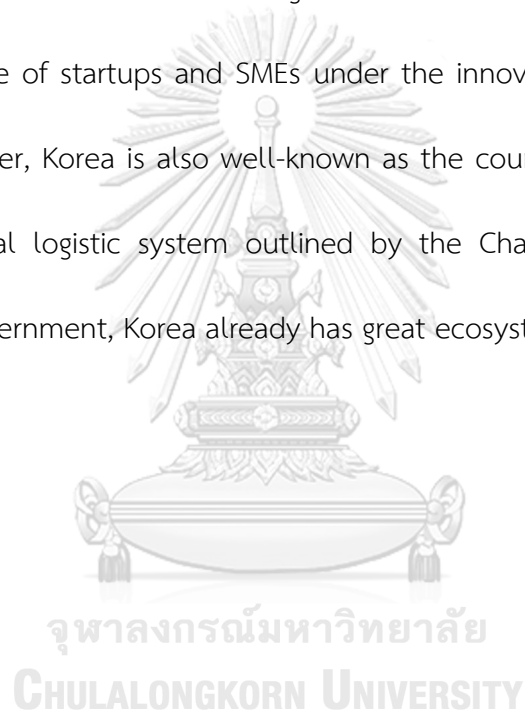 e of startups and SMEs under the innov
er, Korea is also well-known as the cour
al logistic system outlined by the Cha
ernment, Korea already has great ecosyst
จุฬาลงกรณ์มหาวิทยาลัย
CHULALONGKORN UNIVERSITY